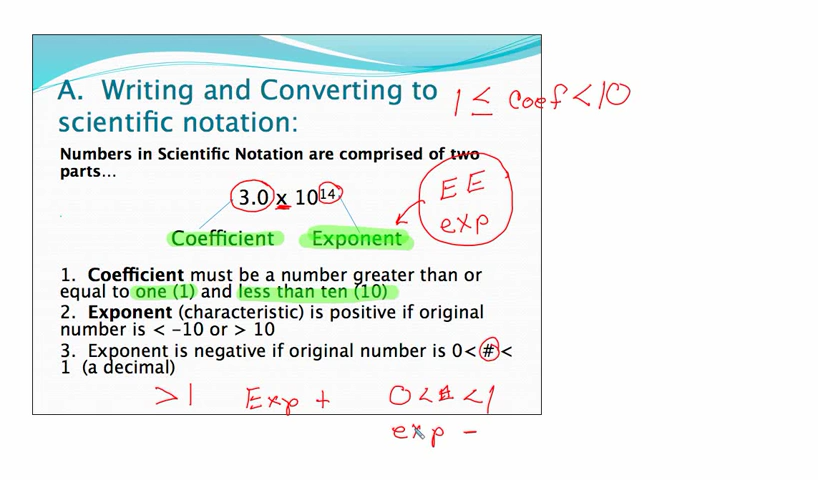 A. Writing and Converting to
scientific notation:
1 ≤ coef < 10
Numbers in Scientific Notation are comprised of two
parts…
3.0 x 10¹⁴
EE
exp
Coefficient
Exponent
1. Coefficient must be a number greater than or
equal to one (1) and less than ten (10)
2. Exponent (characteristic) is positive if original
number is < -10 or > 10
3. Exponent is negative if original number is 0< # <
1 (a decimal)
>1 Exp + 0 < # < 1
exp -